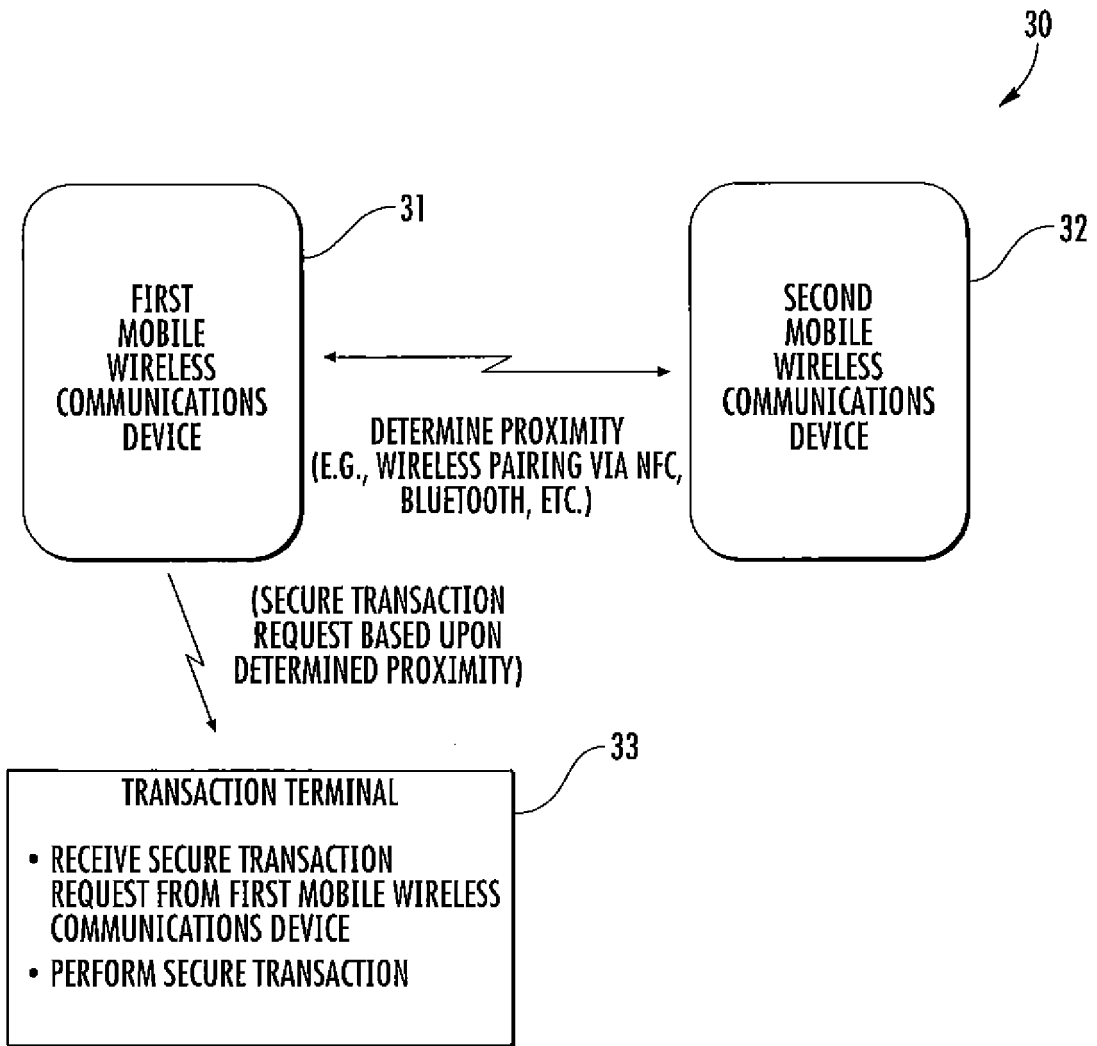 30
31
FIRST
MOBILE
WIRELESS
COMMUNICATIONS
DEVICE
32
SECOND
MOBILE
WIRELESS
COMMUNICATIONS
DEVICE
DETERMINE PROXIMITY
(E.G., WIRELESS PAIRING VIA NFC,
BLUETOOTH, ETC.)
(SECURE TRANSACTION
REQUEST BASED UPON
DETERMINED PROXIMITY)
33
TRANSACTION TERMINAL
• RECEIVE SECURE TRANSACTION
REQUEST FROM FIRST MOBILE WIRELESS
COMMUNICATIONS DEVICE
• PERFORM SECURE TRANSACTION